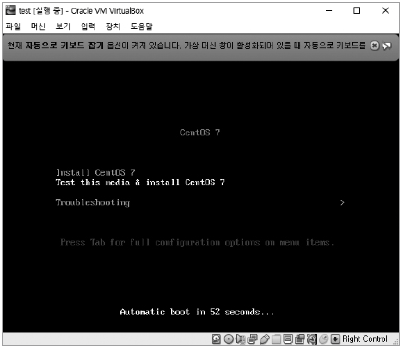 test [실행 중] - Oracle VM VirtualBox
파일 머신 보기 입력 장치 도움말
현재 자동으로 키보드 잡기 옵션이 켜져 있습니다. 가상 머신 창이 활성화되어 있을 때 자동으로 키보드를
CentOS 7
Install CentOS 7
Test this media & install CentOS 7
Troubleshooting >
Press Tab for full configuration options on menu items.
Automatic boot in 52 seconds...
Right Control